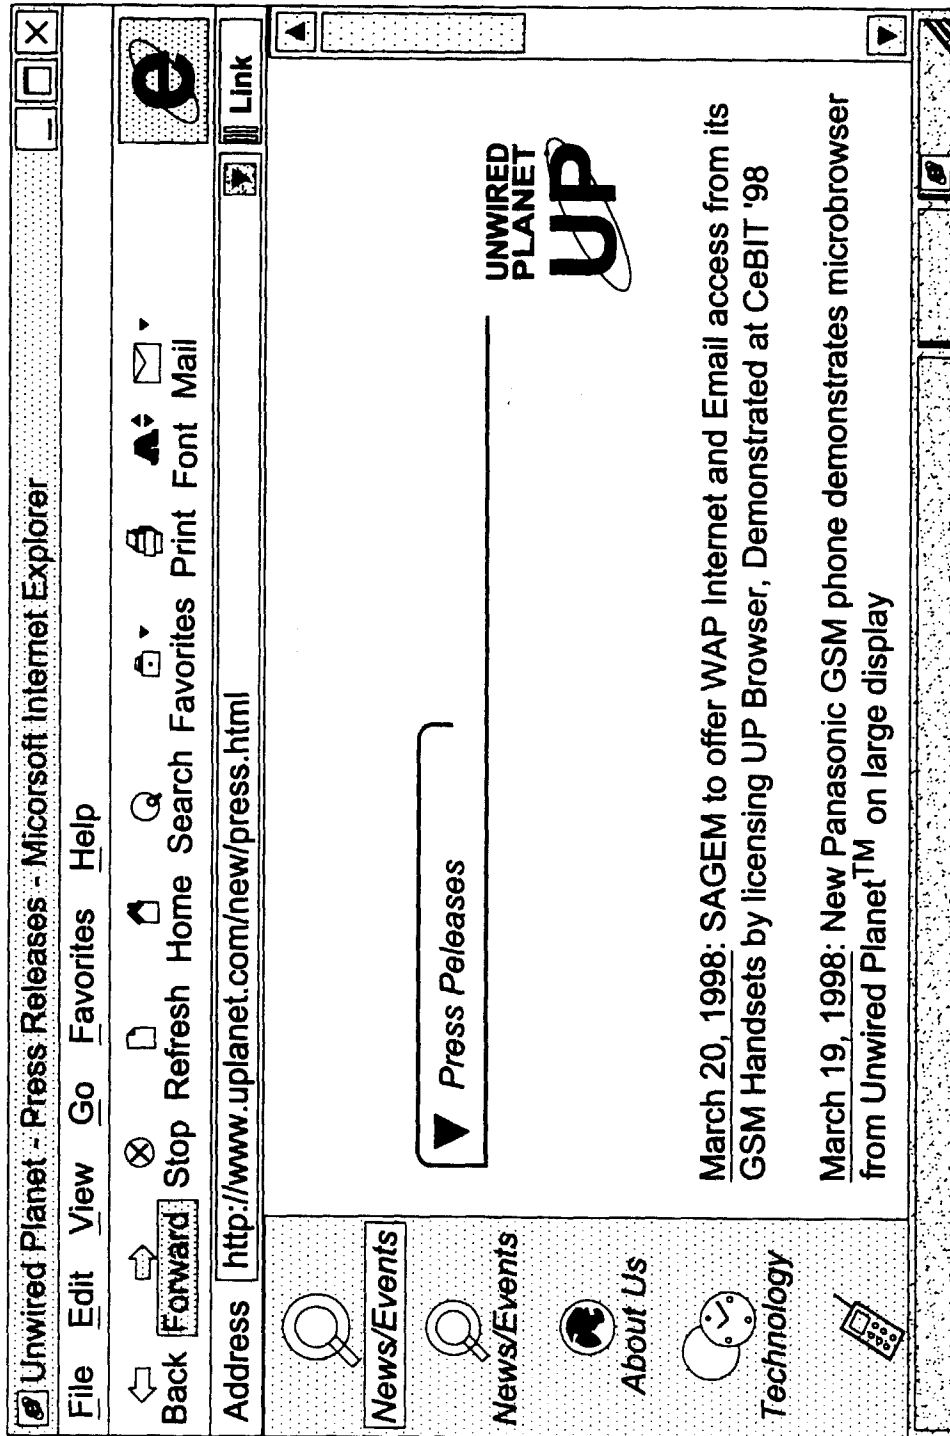 Unwired Planet - Press Releases - Micorsoft Internet Explorer
File Edit View Go Favorites Help
Back Forward Stop Refresh Home Search Favorites Print Font Mail
Address http://www.uplanet.com/new/press.html Link
News/Events
News/Events
About Us
Technology
Press Peleases
UNWIRED
PLANET
UP
March 20, 1998: SAGEM to offer WAP Internet and Email access from its
GSM Handsets by licensing UP Browser, Demonstrated at CeBIT '98
March 19, 1998: New Panasonic GSM phone demonstrates microbrowser
from Unwired Planet™ on large display